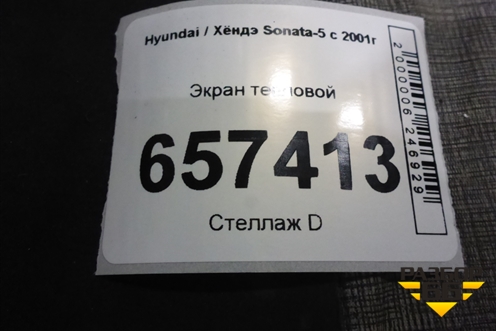 Hyundai / Хёндэ Sonata-5 с 2001г
Экран тепловой
657413
Стеллаж D
2000006246929